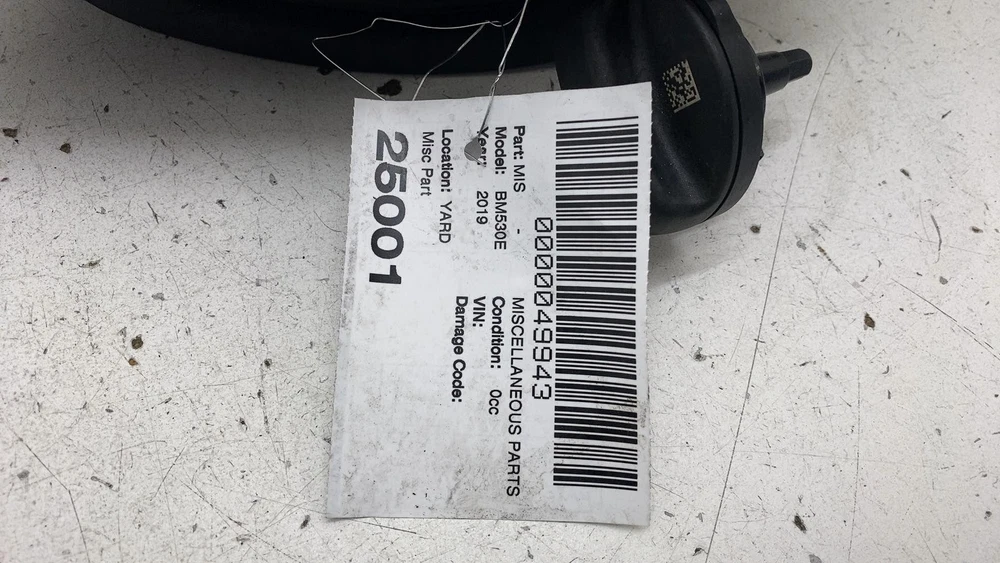 0000049943
Part: MIS - MISCELLANEOUS PARTS
Model: BM530E Condition: 0cc
Year: 2019 VIN:
Damage Code:
Location: YARD
Misc Part
25001